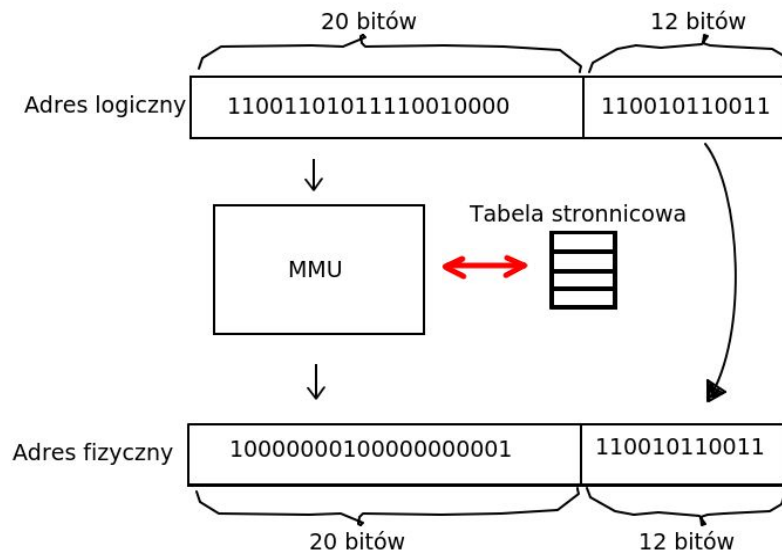 20 bitów 12 bitów
Adres logiczny 11001101011110010000 110010110011
Tabela stronnicowa
MMU
Adres fizyczny 10000000100000000001 110010110011
20 bitów 12 bitów